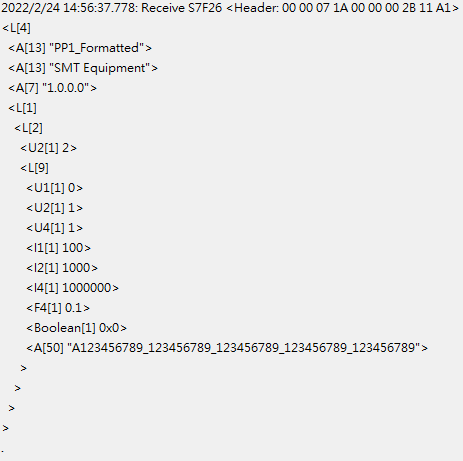 2022/2/24 14:56:37.778: Receive S7F26 <Header: 00 00 07 1A 00 00 00 2B 11 A1>
<L[4]
<A[13] "PP1_Formatted">
<A[13] "SMT Equipment">
<A[7] "1.0.0.0">
<L[1]
<L[2]
<U2[1] 2>
<L[9]
<U1[1] 0>
<U2[1] 1>
<U4[1] 1>
<I1[1] 100>
<I2[1] 1000>
<I4[1] 1000000>
<F4[1] 0.1>
<Boolean[1] 0x0>
<A[50] "A123456789_123456789_123456789_123456789_123456789">
>
>
>
>
.